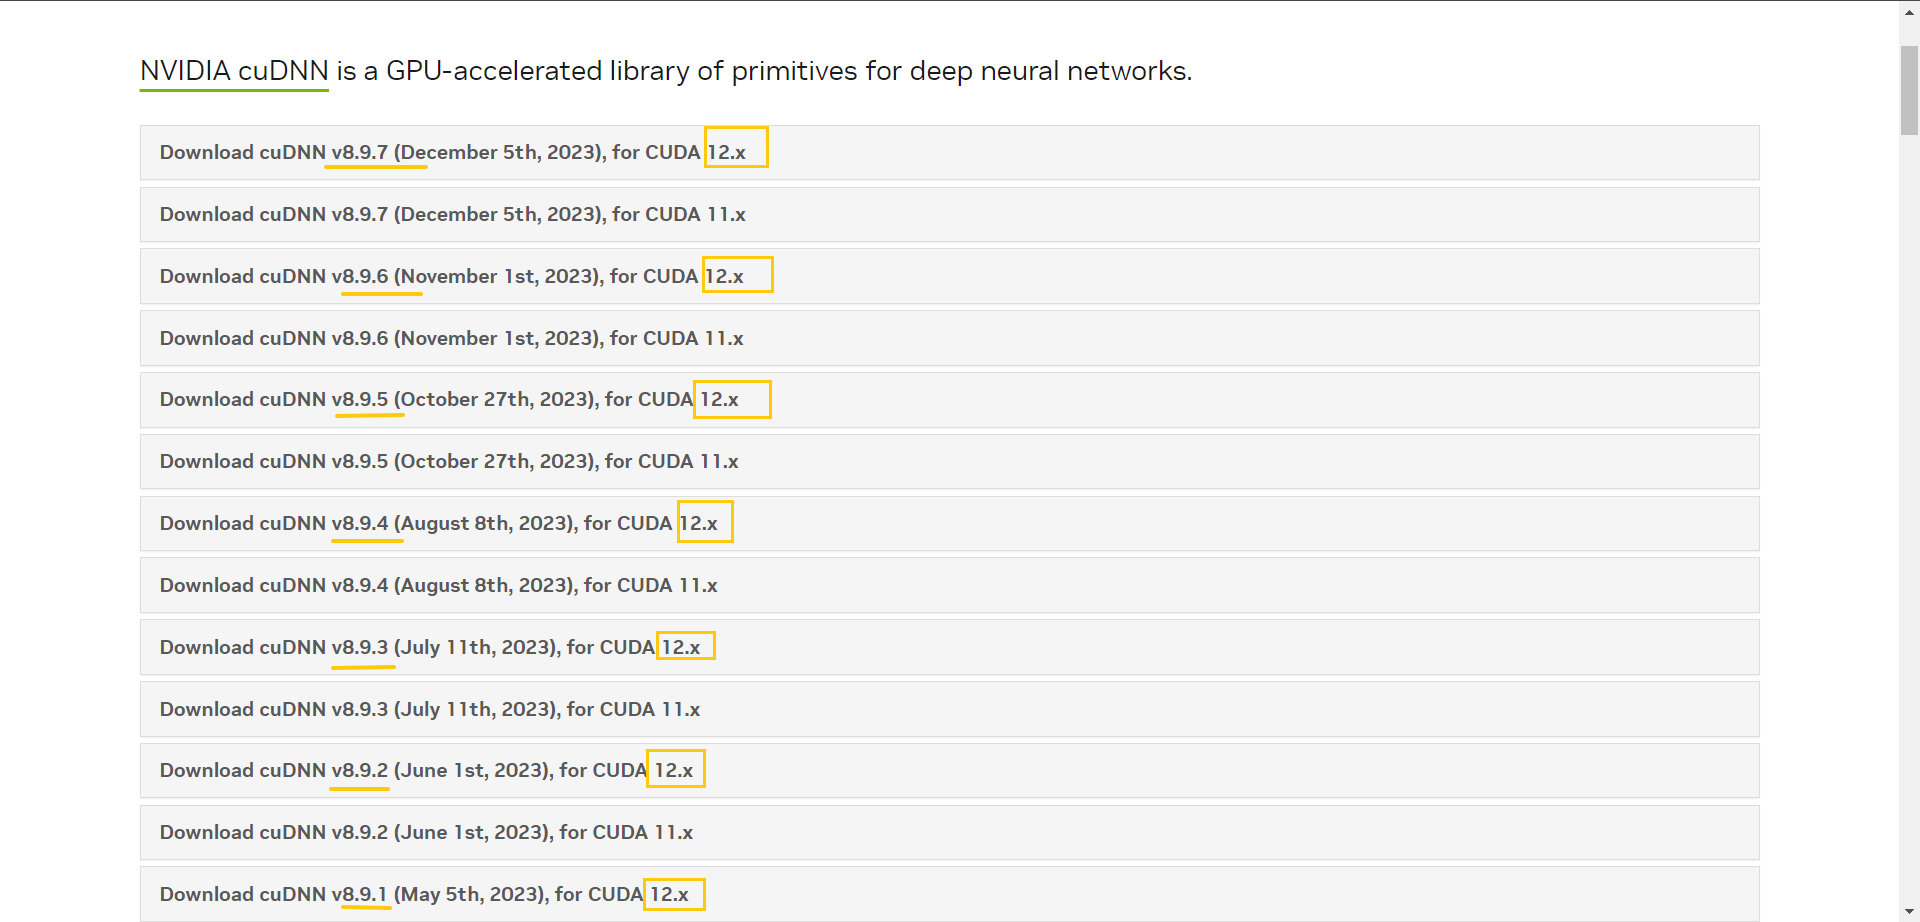 NVIDIA cuDNN is a GPU-accelerated library of primitives for deep neural networks.
Download cuDNN v8.9.7 (December 5th, 2023), for CUDA 12.x
Download cuDNN v8.9.7 (December 5th, 2023), for CUDA 11.x
Download cuDNN v8.9.6 (November 1st, 2023), for CUDA 12.x
Download cuDNN v8.9.6 (November 1st, 2023), for CUDA 11.x
Download cuDNN v8.9.5 (October 27th, 2023), for CUDA 12.x
Download cuDNN v8.9.5 (October 27th, 2023), for CUDA 11.x
Download cuDNN v8.9.4 (August 8th, 2023), for CUDA 12.x
Download cuDNN v8.9.4 (August 8th, 2023), for CUDA 11.x
Download cuDNN v8.9.3 (July 11th, 2023), for CUDA 12.x
Download cuDNN v8.9.3 (July 11th, 2023), for CUDA 11.x
Download cuDNN v8.9.2 (June 1st, 2023), for CUDA 12.x
Download cuDNN v8.9.2 (June 1st, 2023), for CUDA 11.x
Download cuDNN v8.9.1 (May 5th, 2023), for CUDA 12.x